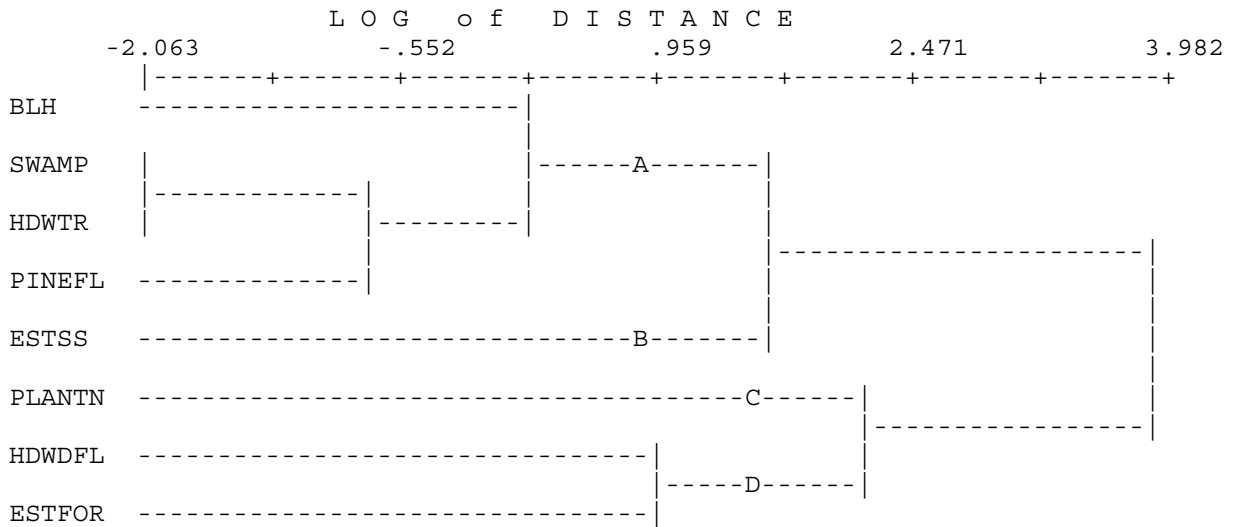 L O G o f D I S T A N C E
-2.063 -.552 .959 2.471 3.982
BLH
SWAMP
A
HDWTR
PINEFL
ESTSS
B
PLANTN
C
HDWDFL
D
ESTFOR